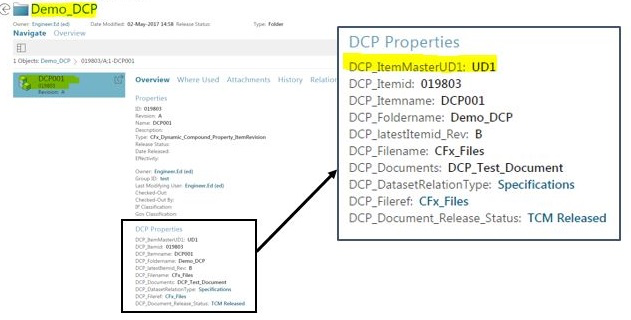 Demo_DCP
Owner: Engineer.Ed Date Modified: 02-May-2017 14:58 Release Status: Type: Folder
Navigate Overview
1 Objects: Demo_DCP > 019803/A;1-DCP001
DCP001
019803
Revision: A
Overview Where Used Attachments History Relation
Properties
ID: 019803
Revision: A
Name: DCP001
Description:
Type: CFx_Dynamic_Compound_Property_ItemRevision
Release Status:
Date Released:
Effectivity:
Owner: Engineer.Ed (ed)
Group ID: test
Last Modifying User: Engineer.Ed (ed)
Checked-Out:
Checked-Out By:
IP Classification:
Gov Classification:
DCP Properties
DCP_ItemMasterUD1: UD1
DCP_Itemid: 019803
DCP_Itemname: DCP001
DCP_Foldername: Demo_DCP
DCP_latestItemid_Rev: B
DCP_Filename: CFx_Files
DCP_Documents: DCP_Test_Document
DCP_DatasetRelationType: Specifications
DCP_Fileref: CFx_Files
DCP_Document_Release_Status: TCM Released
DCP Properties
DCP_ItemMasterUD1: UD1
DCP_Itemid: 019803
DCP_Itemname: DCP001
DCP_Foldername: Demo_DCP
DCP_latestItemid_Rev: B
DCP_Filename: CFx_Files
DCP_Documents: DCP_Test_Document
DCP_DatasetRelationType: Specifications
DCP_Fileref: CFx_Files
DCP_Document_Release_Status: TCM Released